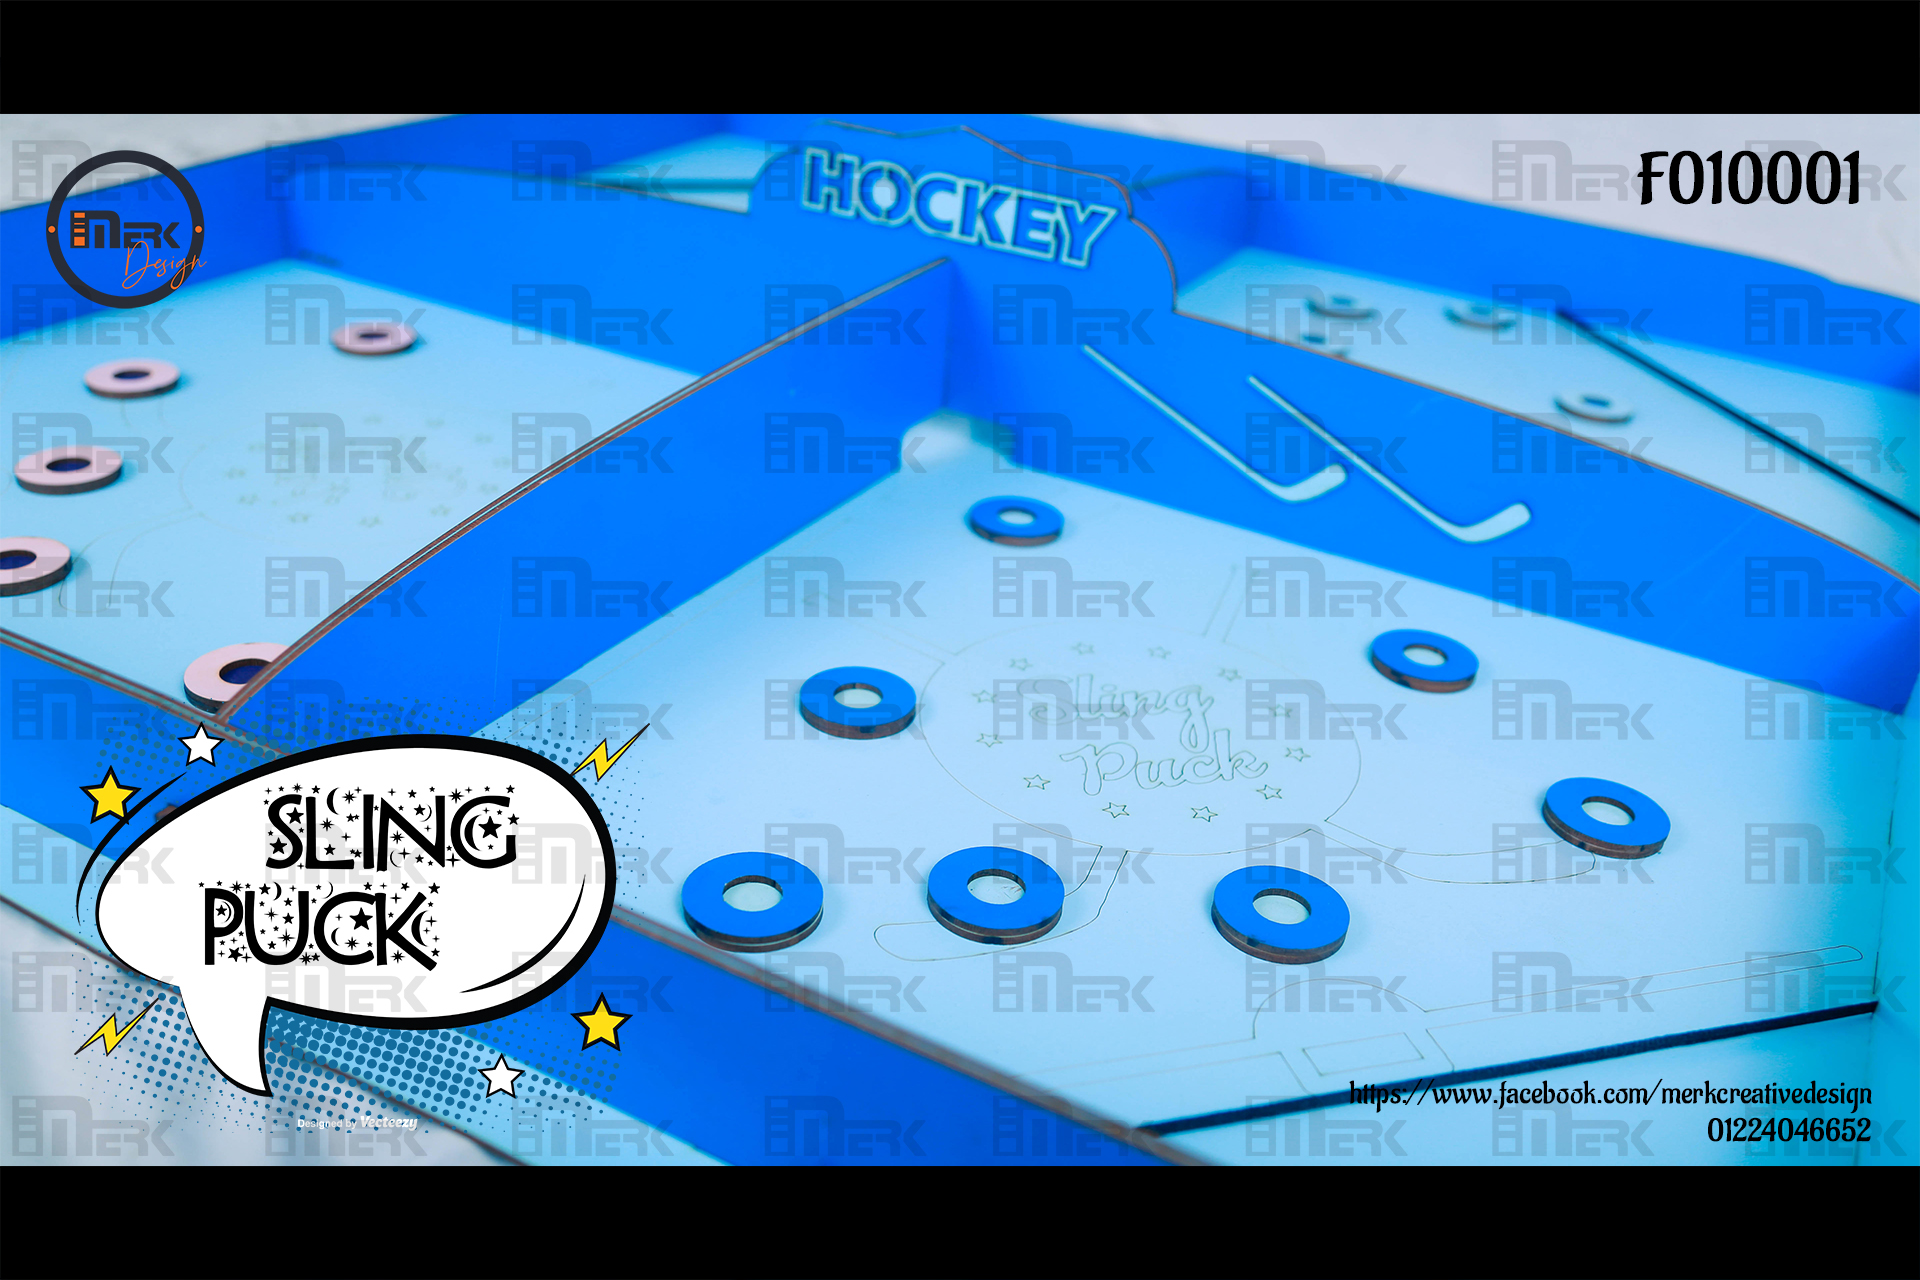 MERK
Design
HOCKEY
F010001
Sling
Puck
SLING
PUCK
Designed by Vecteezy
https://www.facebook.com/merkcreativedesign
01224046652